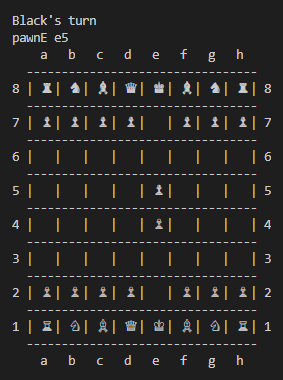 Black's turn
pawnE e5
a b c d e f g h
-----------------------------
8 | ♜ | ♞ | ♝ | ♛ | ♚ | ♝ | ♞ | ♜ | 8
-----------------------------
7 | ♟ | ♟ | ♟ | ♟ |   | ♟ | ♟ | ♟ | 7
-----------------------------
6 |   |   |   |   |   |   |   |   | 6
-----------------------------
5 |   |   |   |   | ♟ |   |   |   | 5
-----------------------------
4 |   |   |   |   | ♙ |   |   |   | 4
-----------------------------
3 |   |   |   |   |   |   |   |   | 3
-----------------------------
2 | ♙ | ♙ | ♙ | ♙ |   | ♙ | ♙ | ♙ | 2
-----------------------------
1 | ♖ | ♘ | ♗ | ♕ | ♔ | ♗ | ♘ | ♖ | 1
-----------------------------
a b c d e f g h